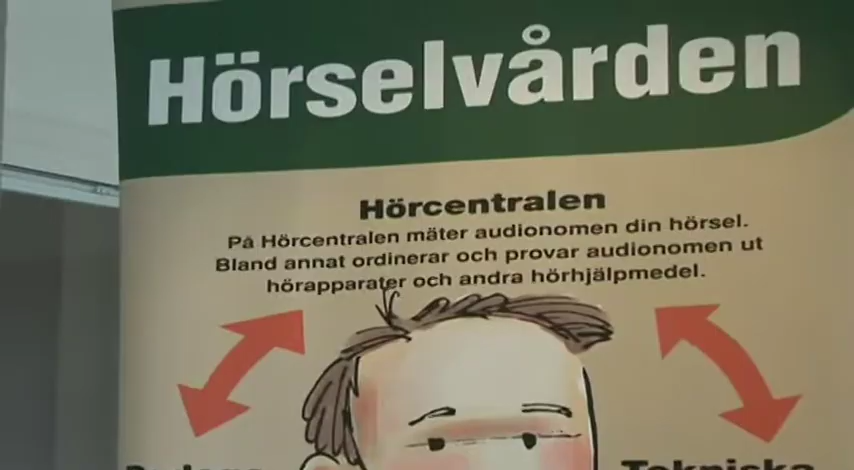 Hörselvården
Hörcentralen
På Hörcentralen mäter audionomen din hörsel.
Bland annat ordinerar och provar audionomen ut
hörapparater och andra hörhjälpmedel.